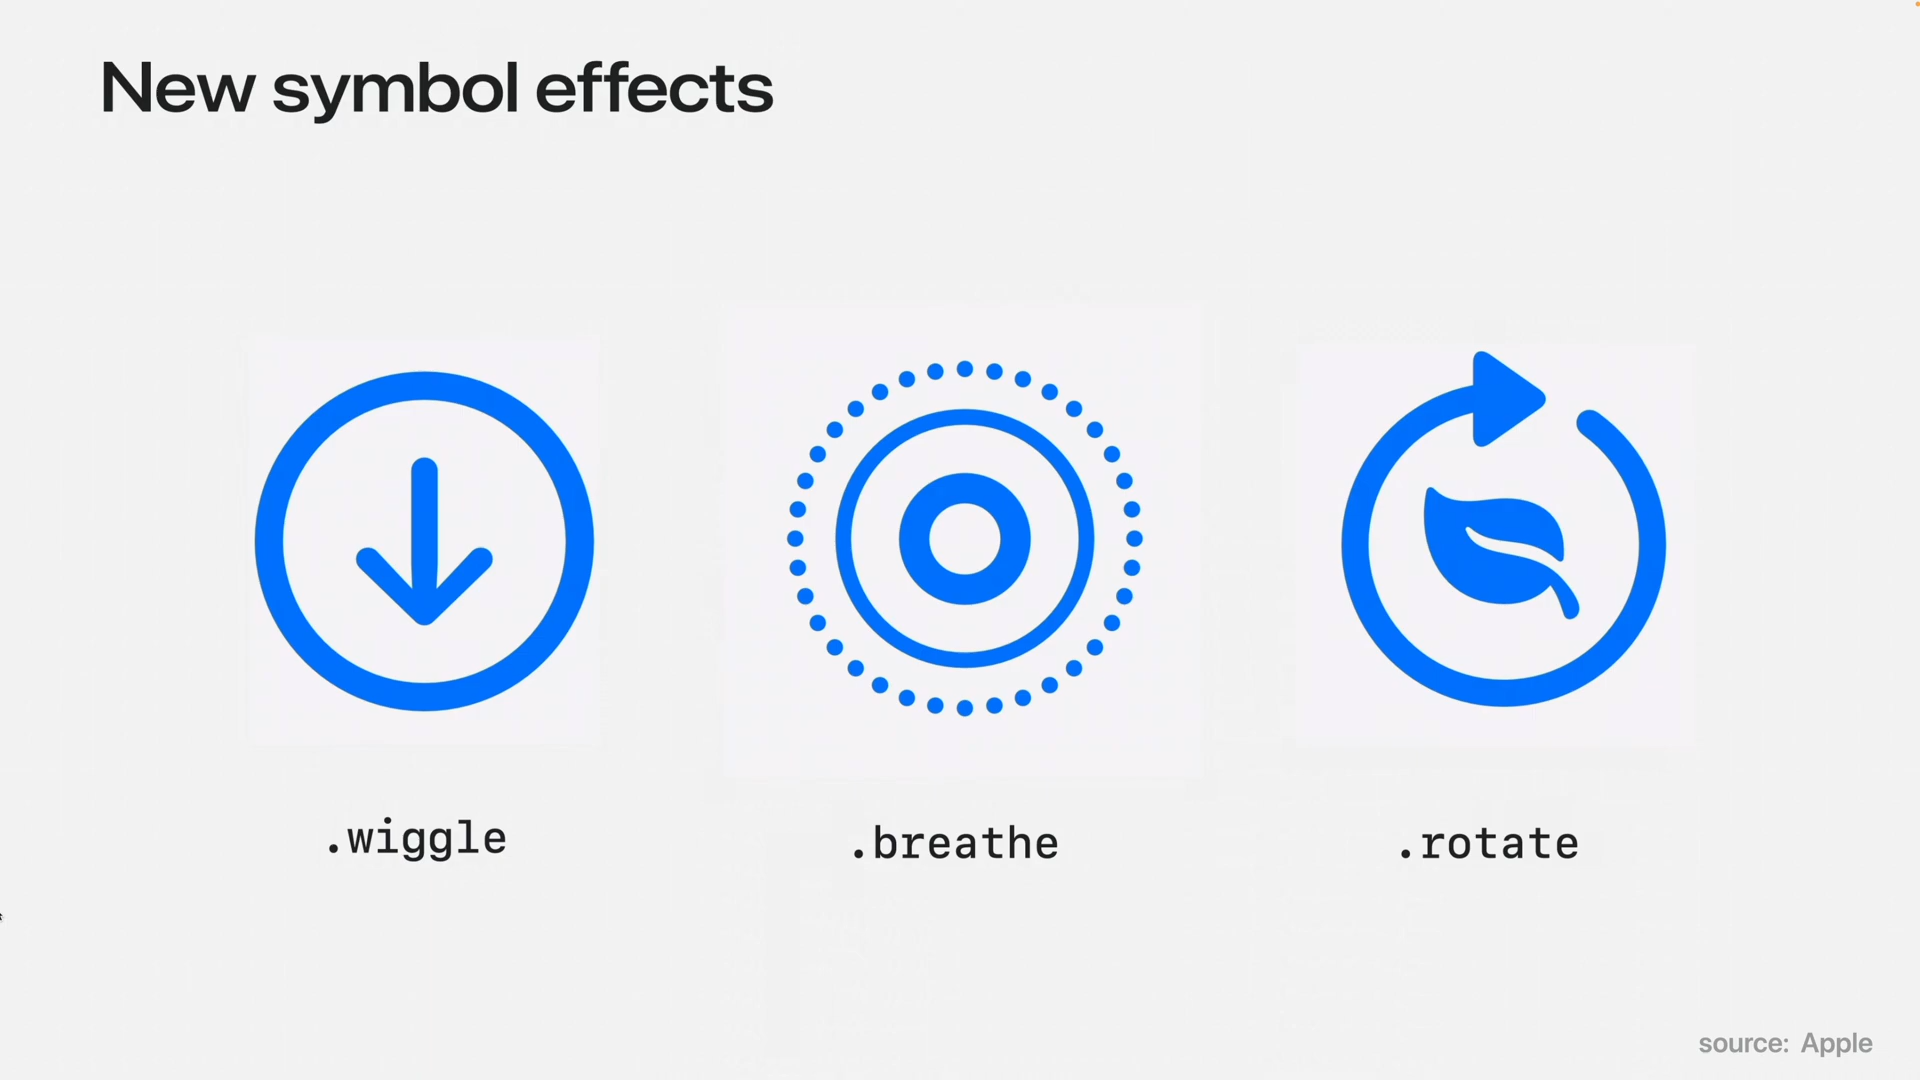 New symbol effects
.wiggle
.breathe
.rotate
source: Apple